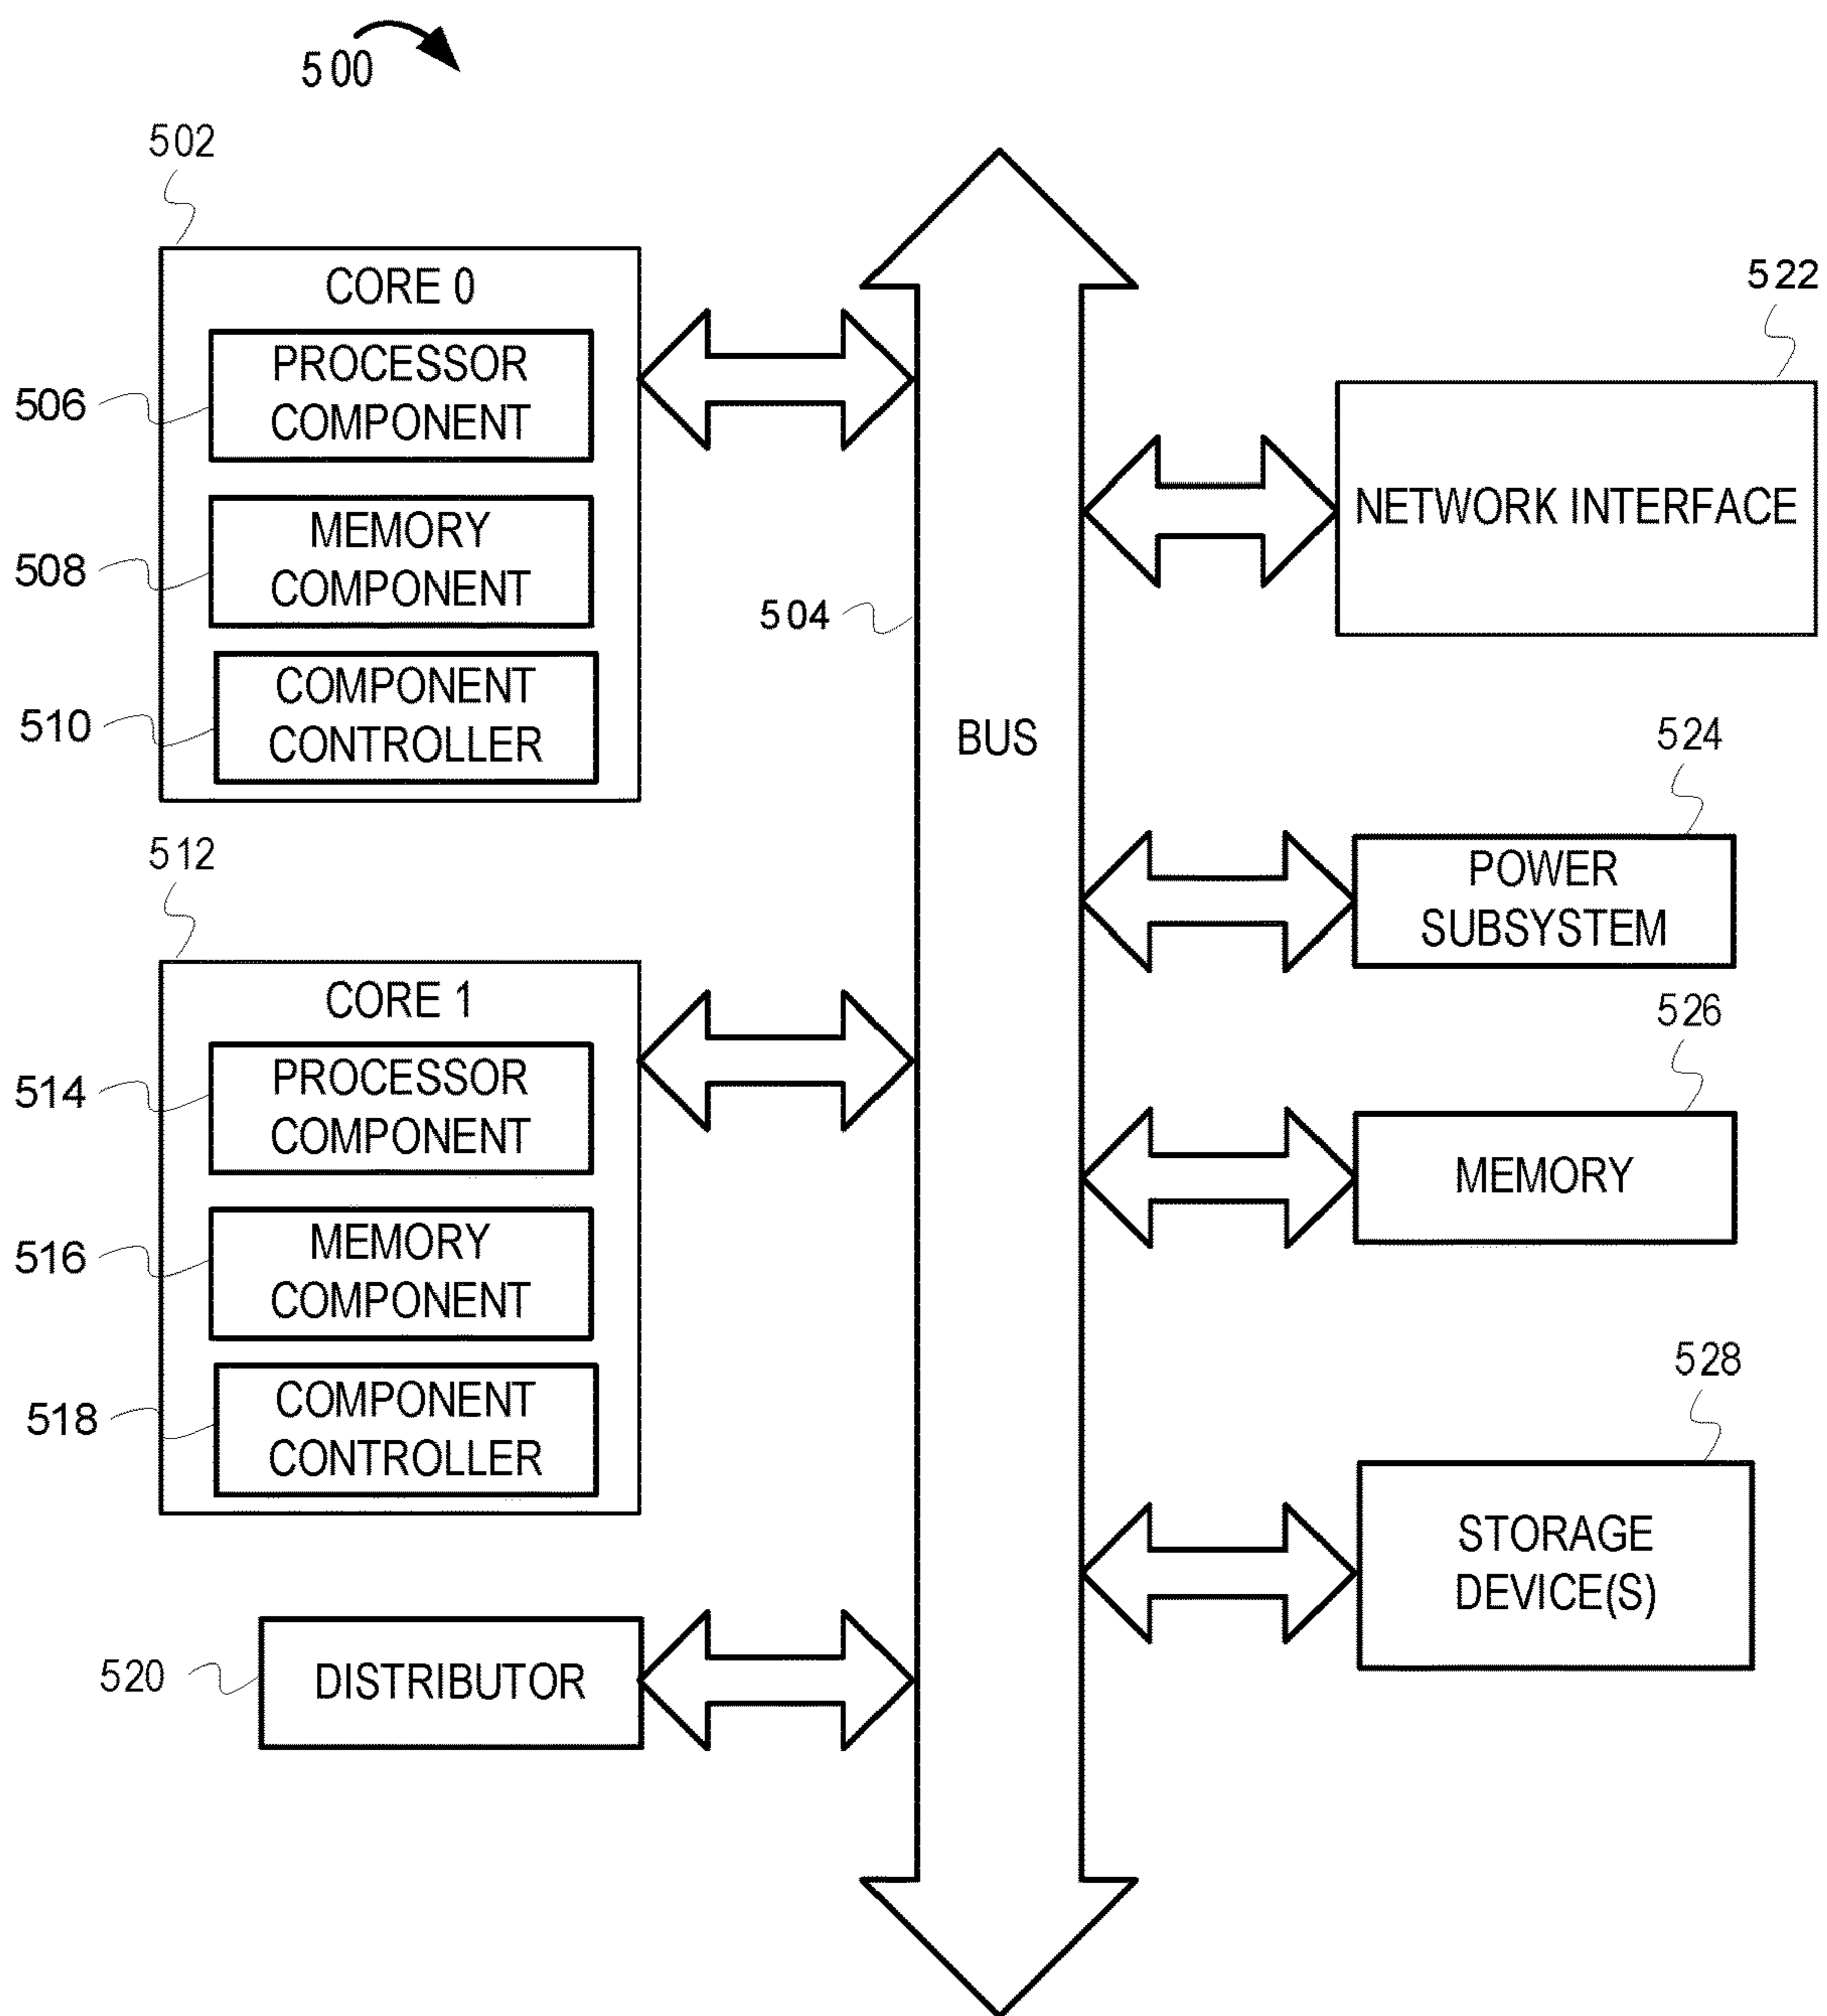 500
502
CORE 0
PROCESSOR
COMPONENT
506
MEMORY
COMPONENT
508
COMPONENT
CONTROLLER
510
512
CORE 1
PROCESSOR
COMPONENT
514
MEMORY
COMPONENT
516
COMPONENT
CONTROLLER
518
DISTRIBUTOR
520
504
BUS
522
NETWORK INTERFACE
524
POWER
SUBSYSTEM
526
MEMORY
528
STORAGE
DEVICE(S)